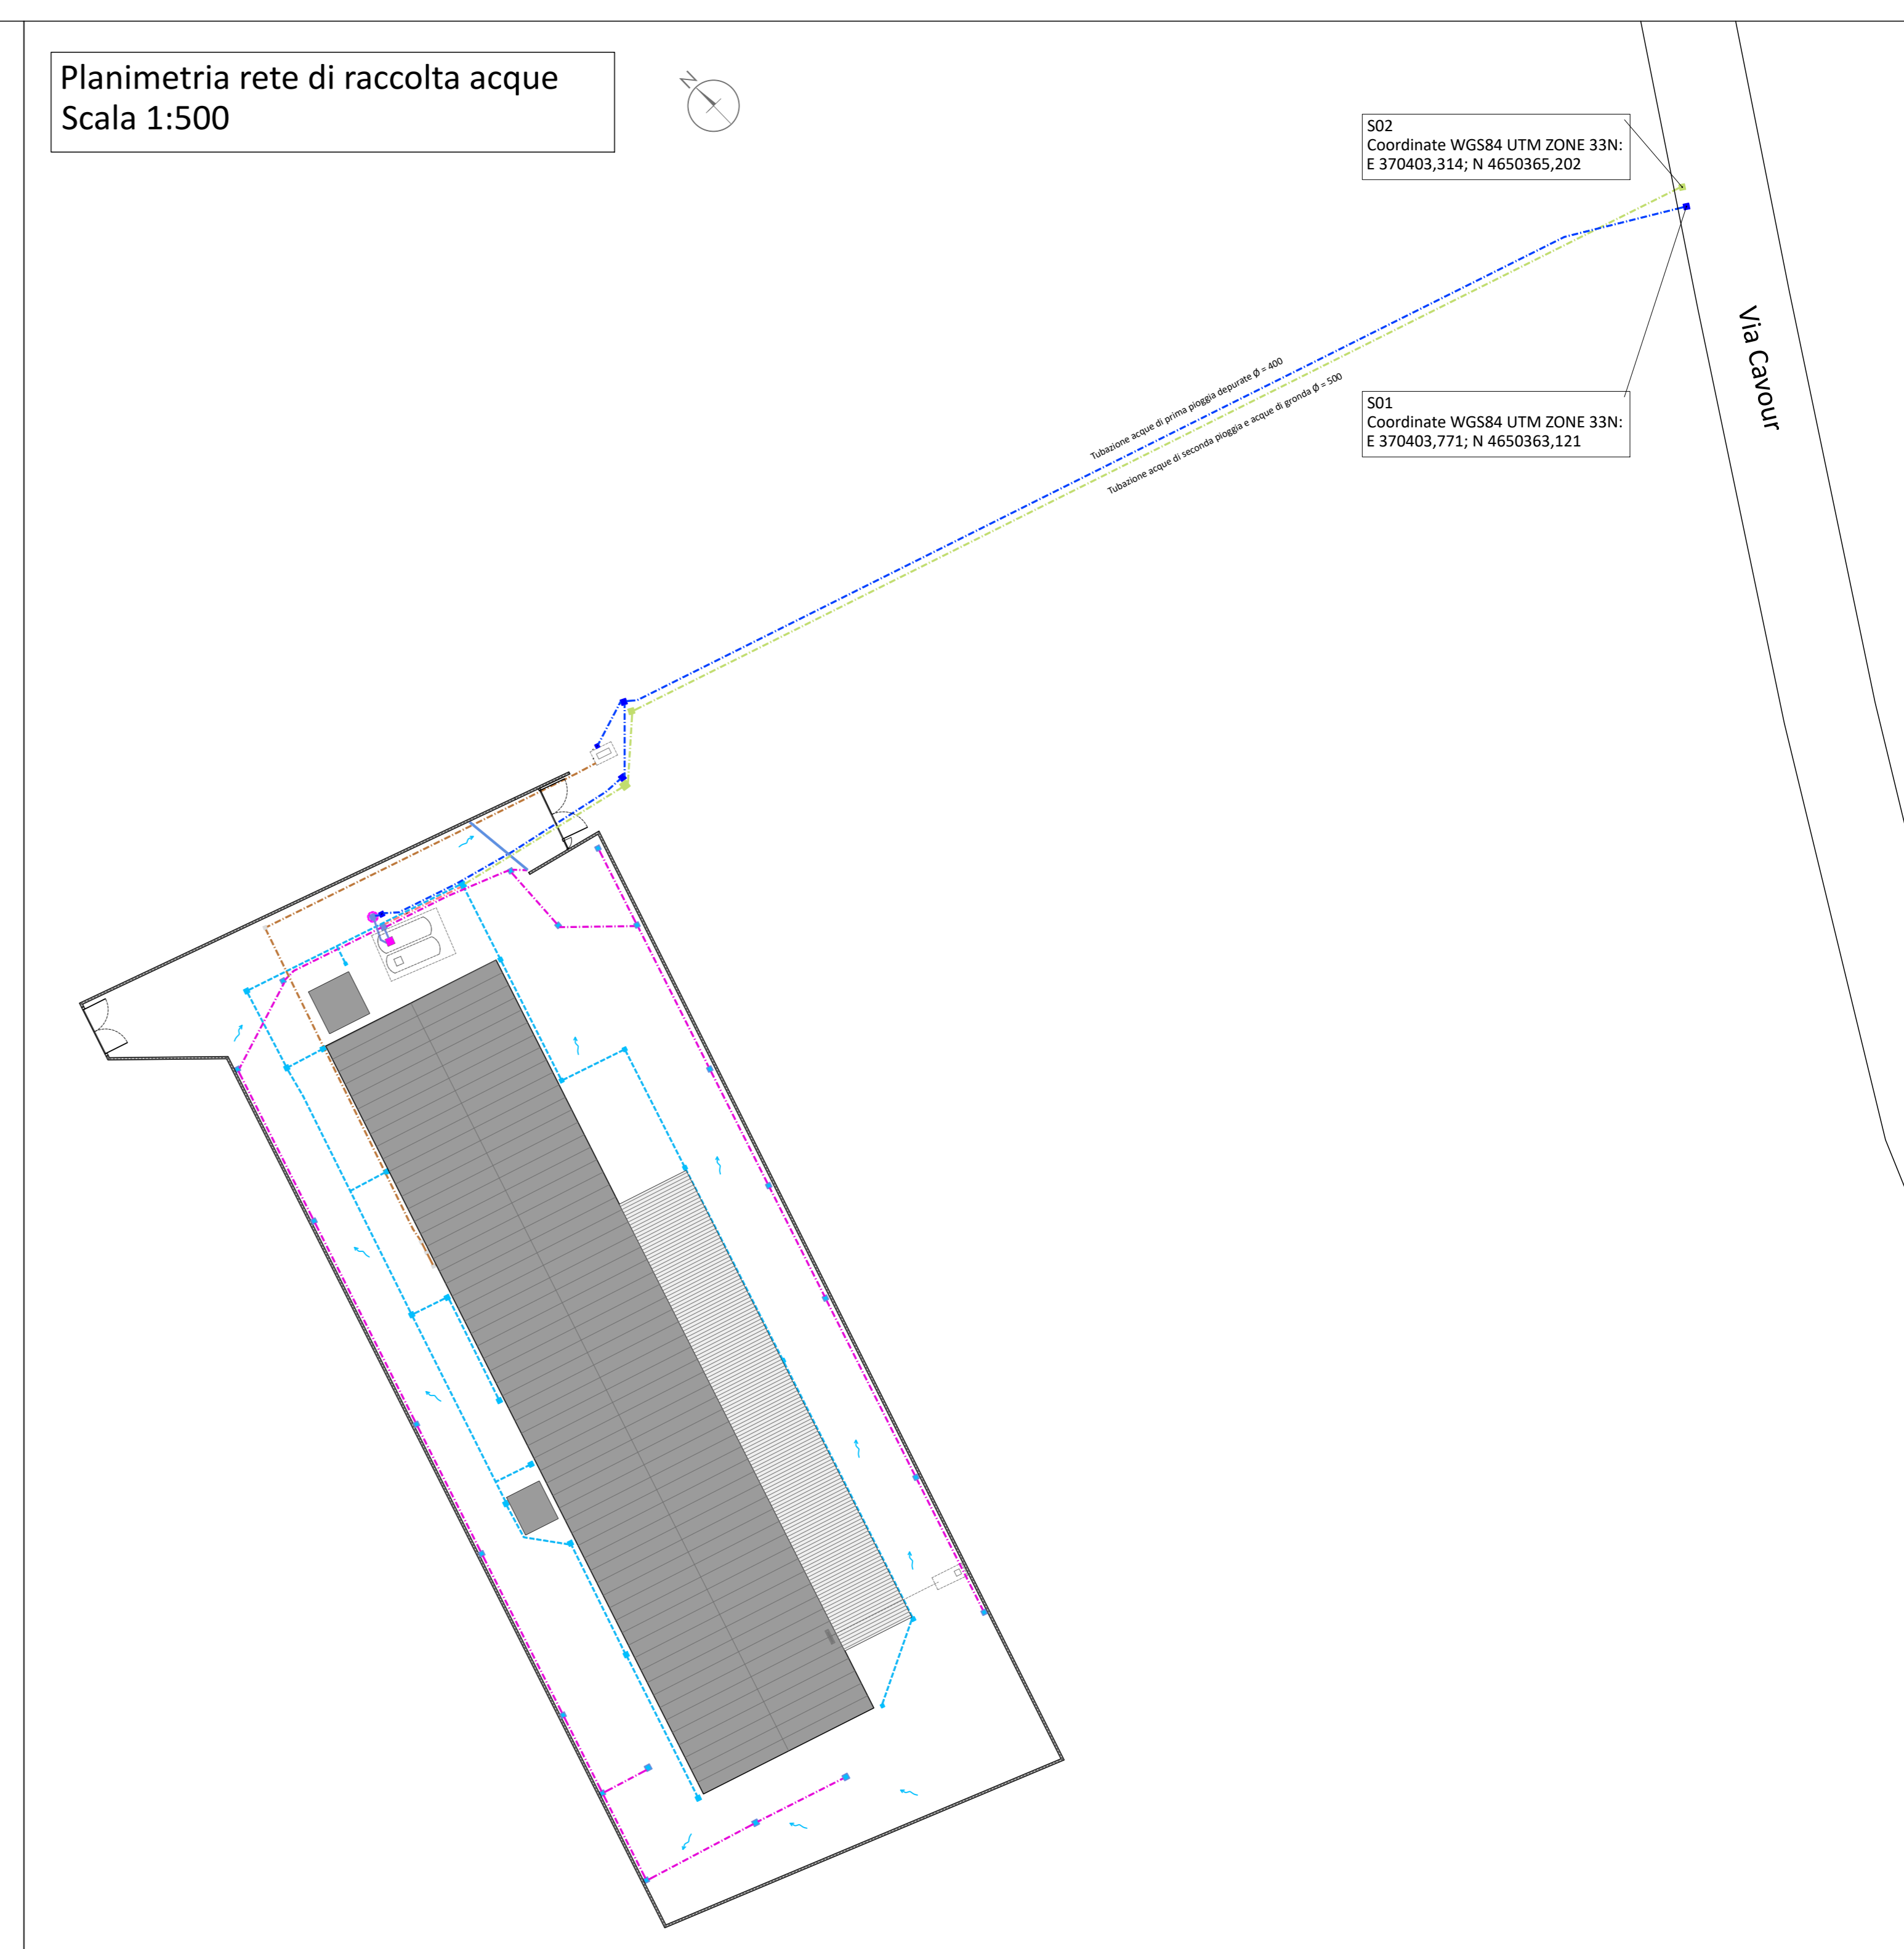 Planimetria rete di raccolta acque
Scala 1:500
N
S02
Coordinate WGS84 UTM ZONE 33N:
E 370403,314; N 4650365,202
Via Cavour
Tubazione acque di prima pioggia depurate Ø = 400
Tubazione acque di seconda pioggia e acque di gronda Ø = 500
S01
Coordinate WGS84 UTM ZONE 33N:
E 370403,771; N 4650363,121